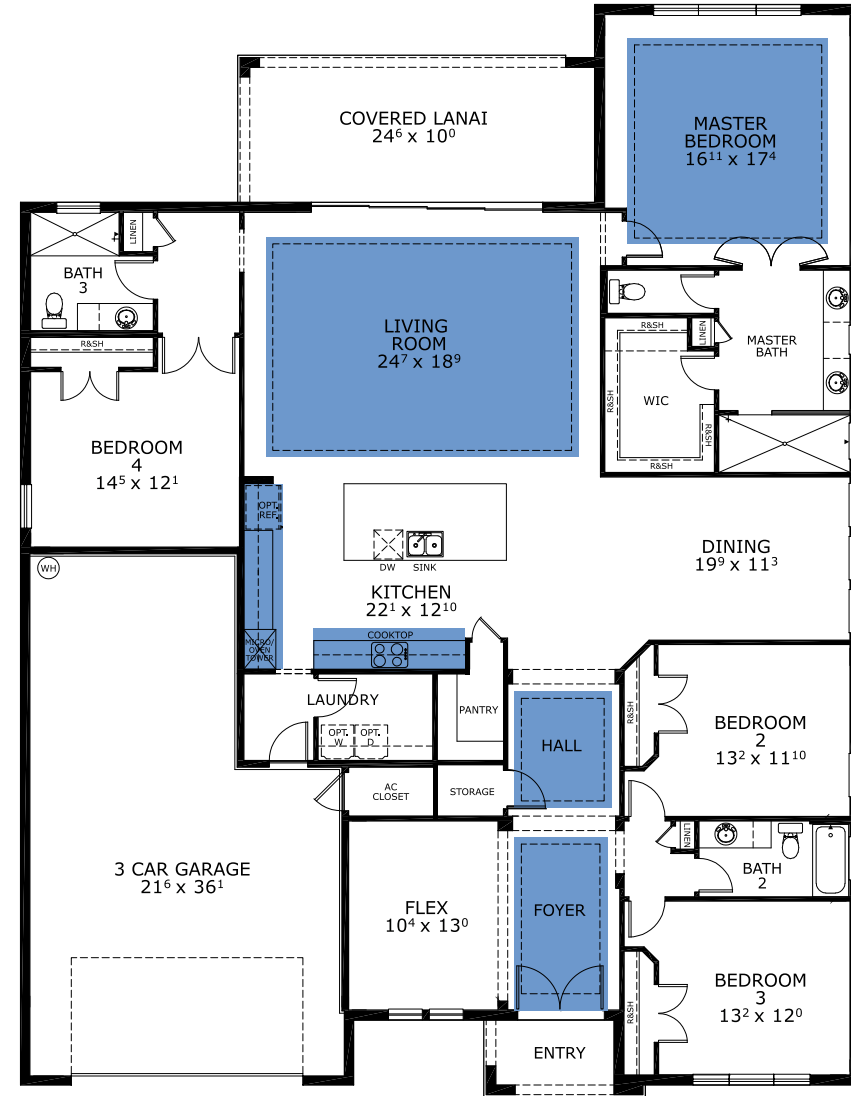 COVERED LANAI
24⁶ x 10⁰
MASTER
BEDROOM
16¹¹ x 17⁴
LINEN
BATH
3
R&SH
LIVING
ROOM
24⁷ x 18⁹
R&SH
LINEN
MASTER
BATH
WIC
R&SH
R&SH
R&SH
BEDROOM
4
14⁵ x 12¹
OPT.
REF.
DW
SINK
DINING
19⁹ x 11³
WH
KITCHEN
22¹ x 12¹⁰
COOKTOP
MICRO/
OVEN
TOWER
LAUNDRY
OPT.
W
OPT.
D
PANTRY
HALL
R&SH
BEDROOM
2
13² x 11¹⁰
AC
CLOSET
STORAGE
LINEN
BATH
2
3 CAR GARAGE
21⁶ x 36¹
FLEX
10⁴ x 13⁰
FOYER
R&SH
BEDROOM
3
13² x 12⁰
ENTRY